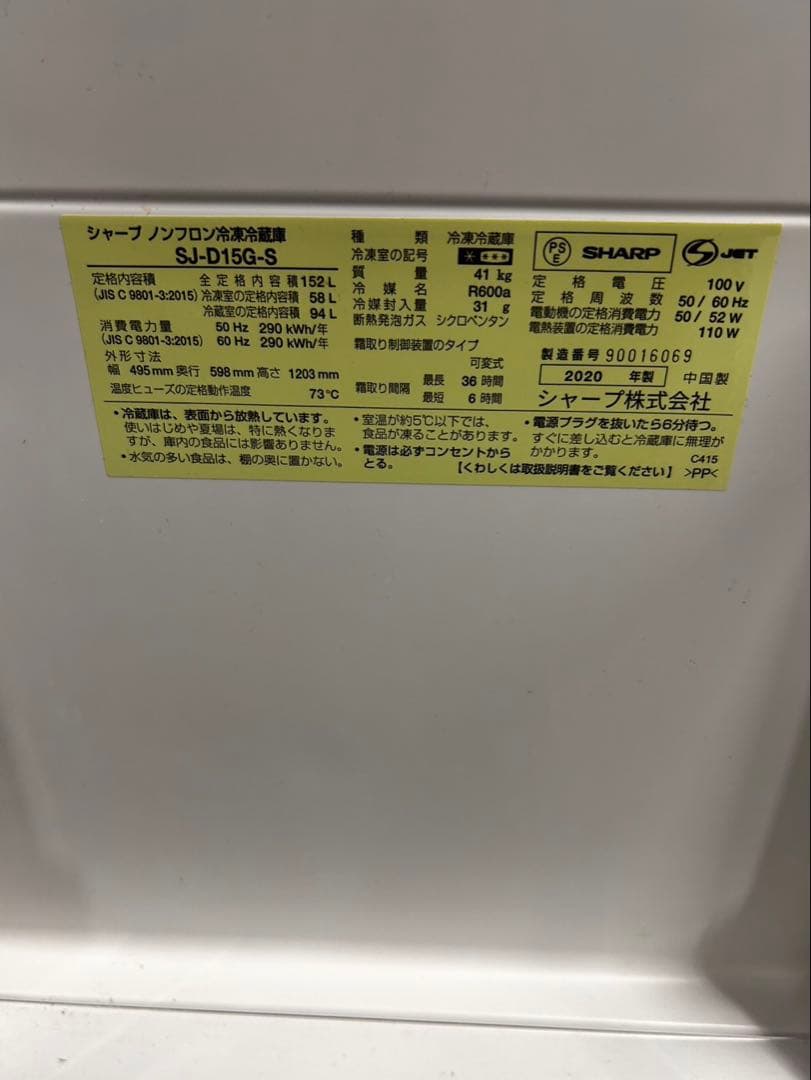 シャープ ノンフロン冷凍冷蔵庫
SJ-D15G-S
定格内容積 全定格内容積 152 L
(JIS C 9801-3:2015) 冷凍室の定格内容積 58 L
冷蔵室の定格内容積 94 L
消費電力量 50 Hz 290 kWh/年
(JIS C 9801-3:2015) 60 Hz 290 kWh/年
外形寸法
幅 495 mm 奥行 598 mm 高さ 1203 mm
温度ヒューズの定格動作温度 73℃
種類 冷凍冷蔵庫
冷凍室の記号 ****
質量 41 kg
冷媒名 R600a
冷媒封入量 31 g
断熱発泡ガス シクロペンタン
霜取り制御装置のタイプ
可変式
霜取り間隔 最長 36 時間
最短 6 時間
PSE SHARP JET
定格電圧 100 V
定格周波数 50 / 60 Hz
電動機の定格消費電力 50 / 52 W
電熱装置の定格消費電力 110 W
製造番号 90016069
2020 年製 中国製
シャープ株式会社
・冷蔵庫は、表面から放熱しています。
使いはじめや夏場は、特に熱くなりま
すが、庫内の食品には影響ありません。
・水気の多い食品は、棚の奥に置かない。
・室温が約5℃以下では、
食品が凍ることがあります。
・電源は必ずコンセントから
とる。
・電源プラグを抜いたら6分待つ。
すぐに差し込むと冷蔵庫に無理が
かかります。 C415
【くわしくは取扱説明書をご覧ください】 >PP<